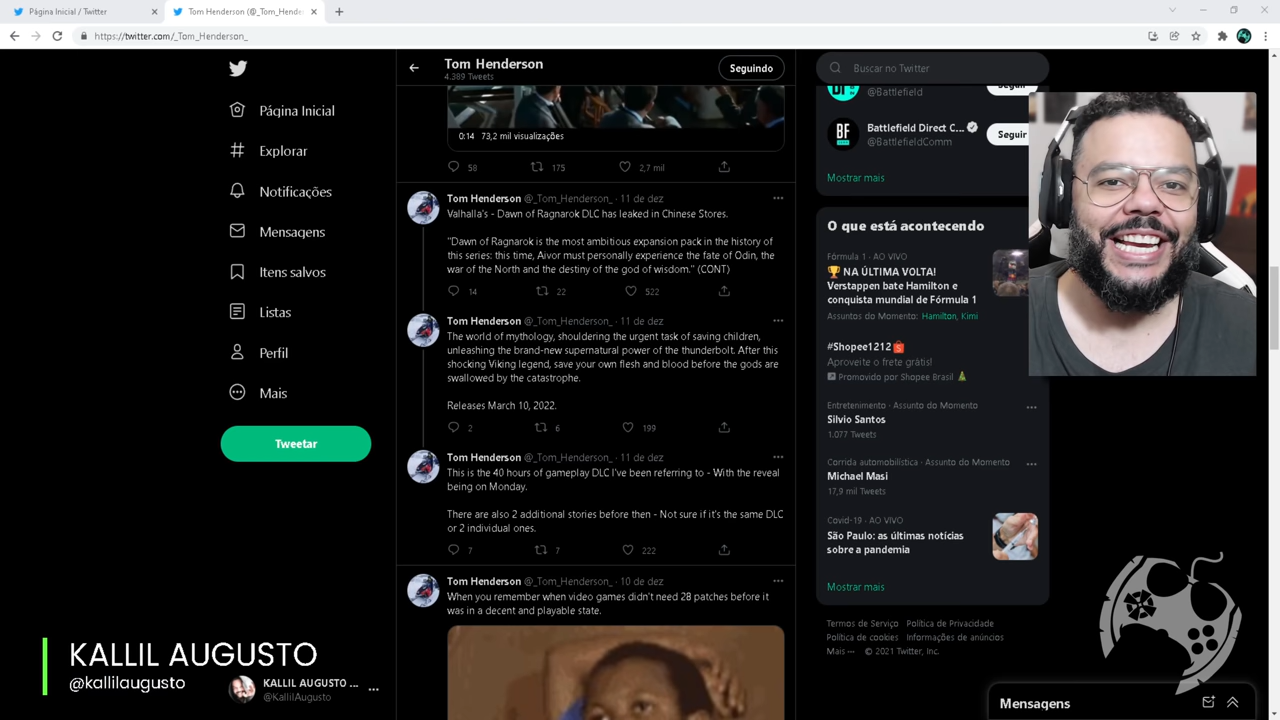 Página Inicial / Twitter
Tom Henderson (@_Tom_Hende
https://twitter.com/_Tom_Henderson_
Página Inicial
Explorar
Notificações
Mensagens
Itens salvos
Listas
Perfil
Mais
Tweetar
KALLIL AUGUSTO
@kallilaugusto
KALLIL AUGUSTO ...
@KallilAugusto
Tom Henderson
4.389 Tweets
Seguindo
0:14 73,2 mil visualizações
58 175 2,7 mil
Tom Henderson @_Tom_Henderson_ · 11 de dez
Valhalla's - Dawn of Ragnarok DLC has leaked in Chinese Stores.
"Dawn of Ragnarok is the most ambitious expansion pack in the history of
this series: this time, Aivor must personally experience the fate of Odin, the
war of the North and the destiny of the god of wisdom." (CONT)
14 22 522
Tom Henderson @_Tom_Henderson_ · 11 de dez
The world of mythology, shouldering the urgent task of saving children,
unleashing the brand-new supernatural power of the thunderbolt. After this
shocking Viking legend, save your own flesh and blood before the gods are
swallowed by the catastrophe.
Releases March 10, 2022.
2 6 199
Tom Henderson @_Tom_Henderson_ · 11 de dez
This is the 40 hours of gameplay DLC I've been referring to - With the reveal
being on Monday.
There are also 2 additional stories before then - Not sure if it's the same DLC
or 2 individual ones.
7 7 222
Tom Henderson @_Tom_Henderson_ · 10 de dez
When you remember when video games didn't need 28 patches before it
was in a decent and playable state.
Buscar no Twitter
@Battlefield
Seguir
BF
Battlefield Direct C...
@BattlefieldComm
Seguir
Mostrar mais
O que está acontecendo
Fórmula 1 · AO VIVO
🏆 NA ÚLTIMA VOLTA!
Verstappen bate Hamilton e
conquista mundial de Fórmula 1
Assuntos do Momento: Hamilton, Kimi
#Shopee1212
Aproveite o frete grátis!
Promovido por Shopee Brasil
Entretenimento · Assunto do Momento
Silvio Santos
1.077 Tweets
Corrida automobilística · Assunto do Momento
Michael Masi
17,9 mil Tweets
Covid-19 · AO VIVO
São Paulo: as últimas notícias
sobre a pandemia
Mostrar mais
Termos de Serviço Política de Privacidade
Política de cookies Informações de anúncios
Mais ··· © 2021 Twitter, Inc.
Mensagens